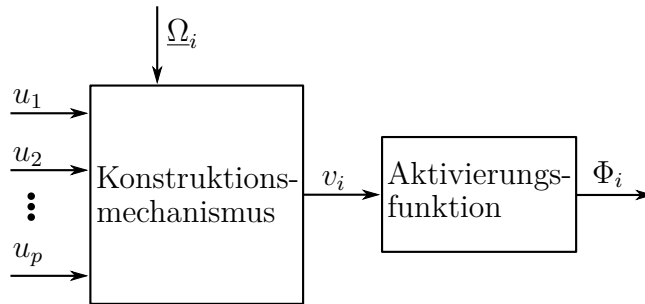 Ω_i
u_1
u_2
u_p
Konstruktions-
mechanismus
v_i
Aktivierungs-
funktion
Φ_i